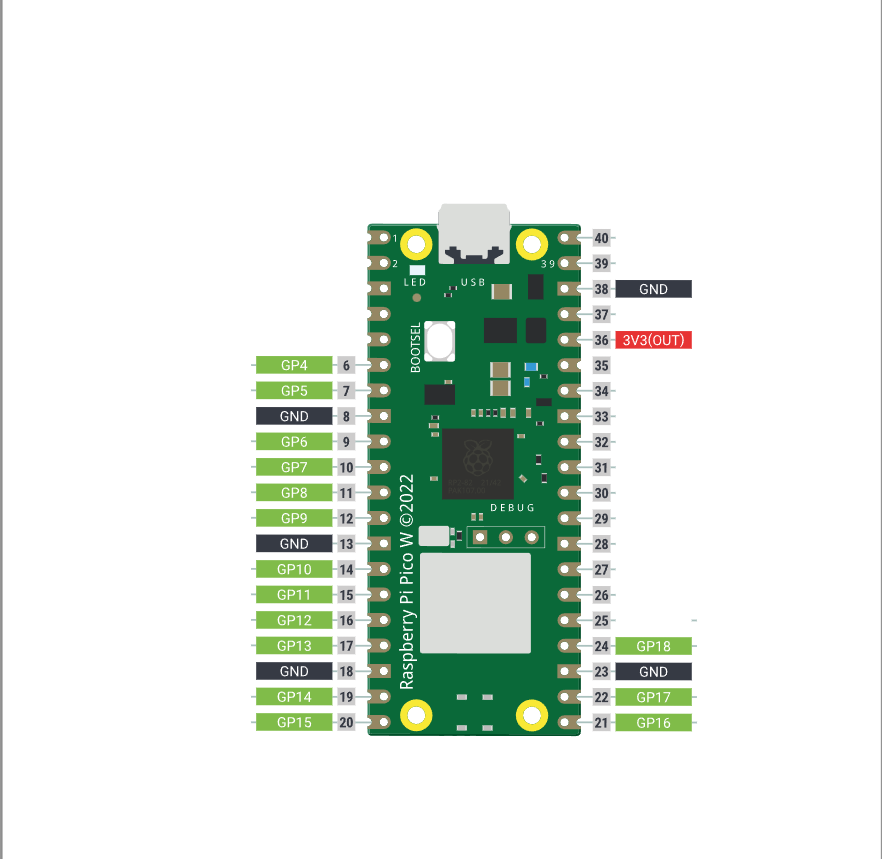 1 40
2 39 39
LED USB
38 GND
37
BOOTSEL
36 3V3(OUT)
GP4 6 35
GP5 7 34
GND 8 33
GP6 9 32
GP7 10 31
GP8 11 30
DEBUG
GP9 12 29
GND 13 28
GP10 14 27
GP11 15 26
GP12 16 25
GP13 17 24 GP18
GND 18 23 GND
GP14 19 22 GP17
GP15 20 21 GP16
Raspberry Pi Pico W ©2022